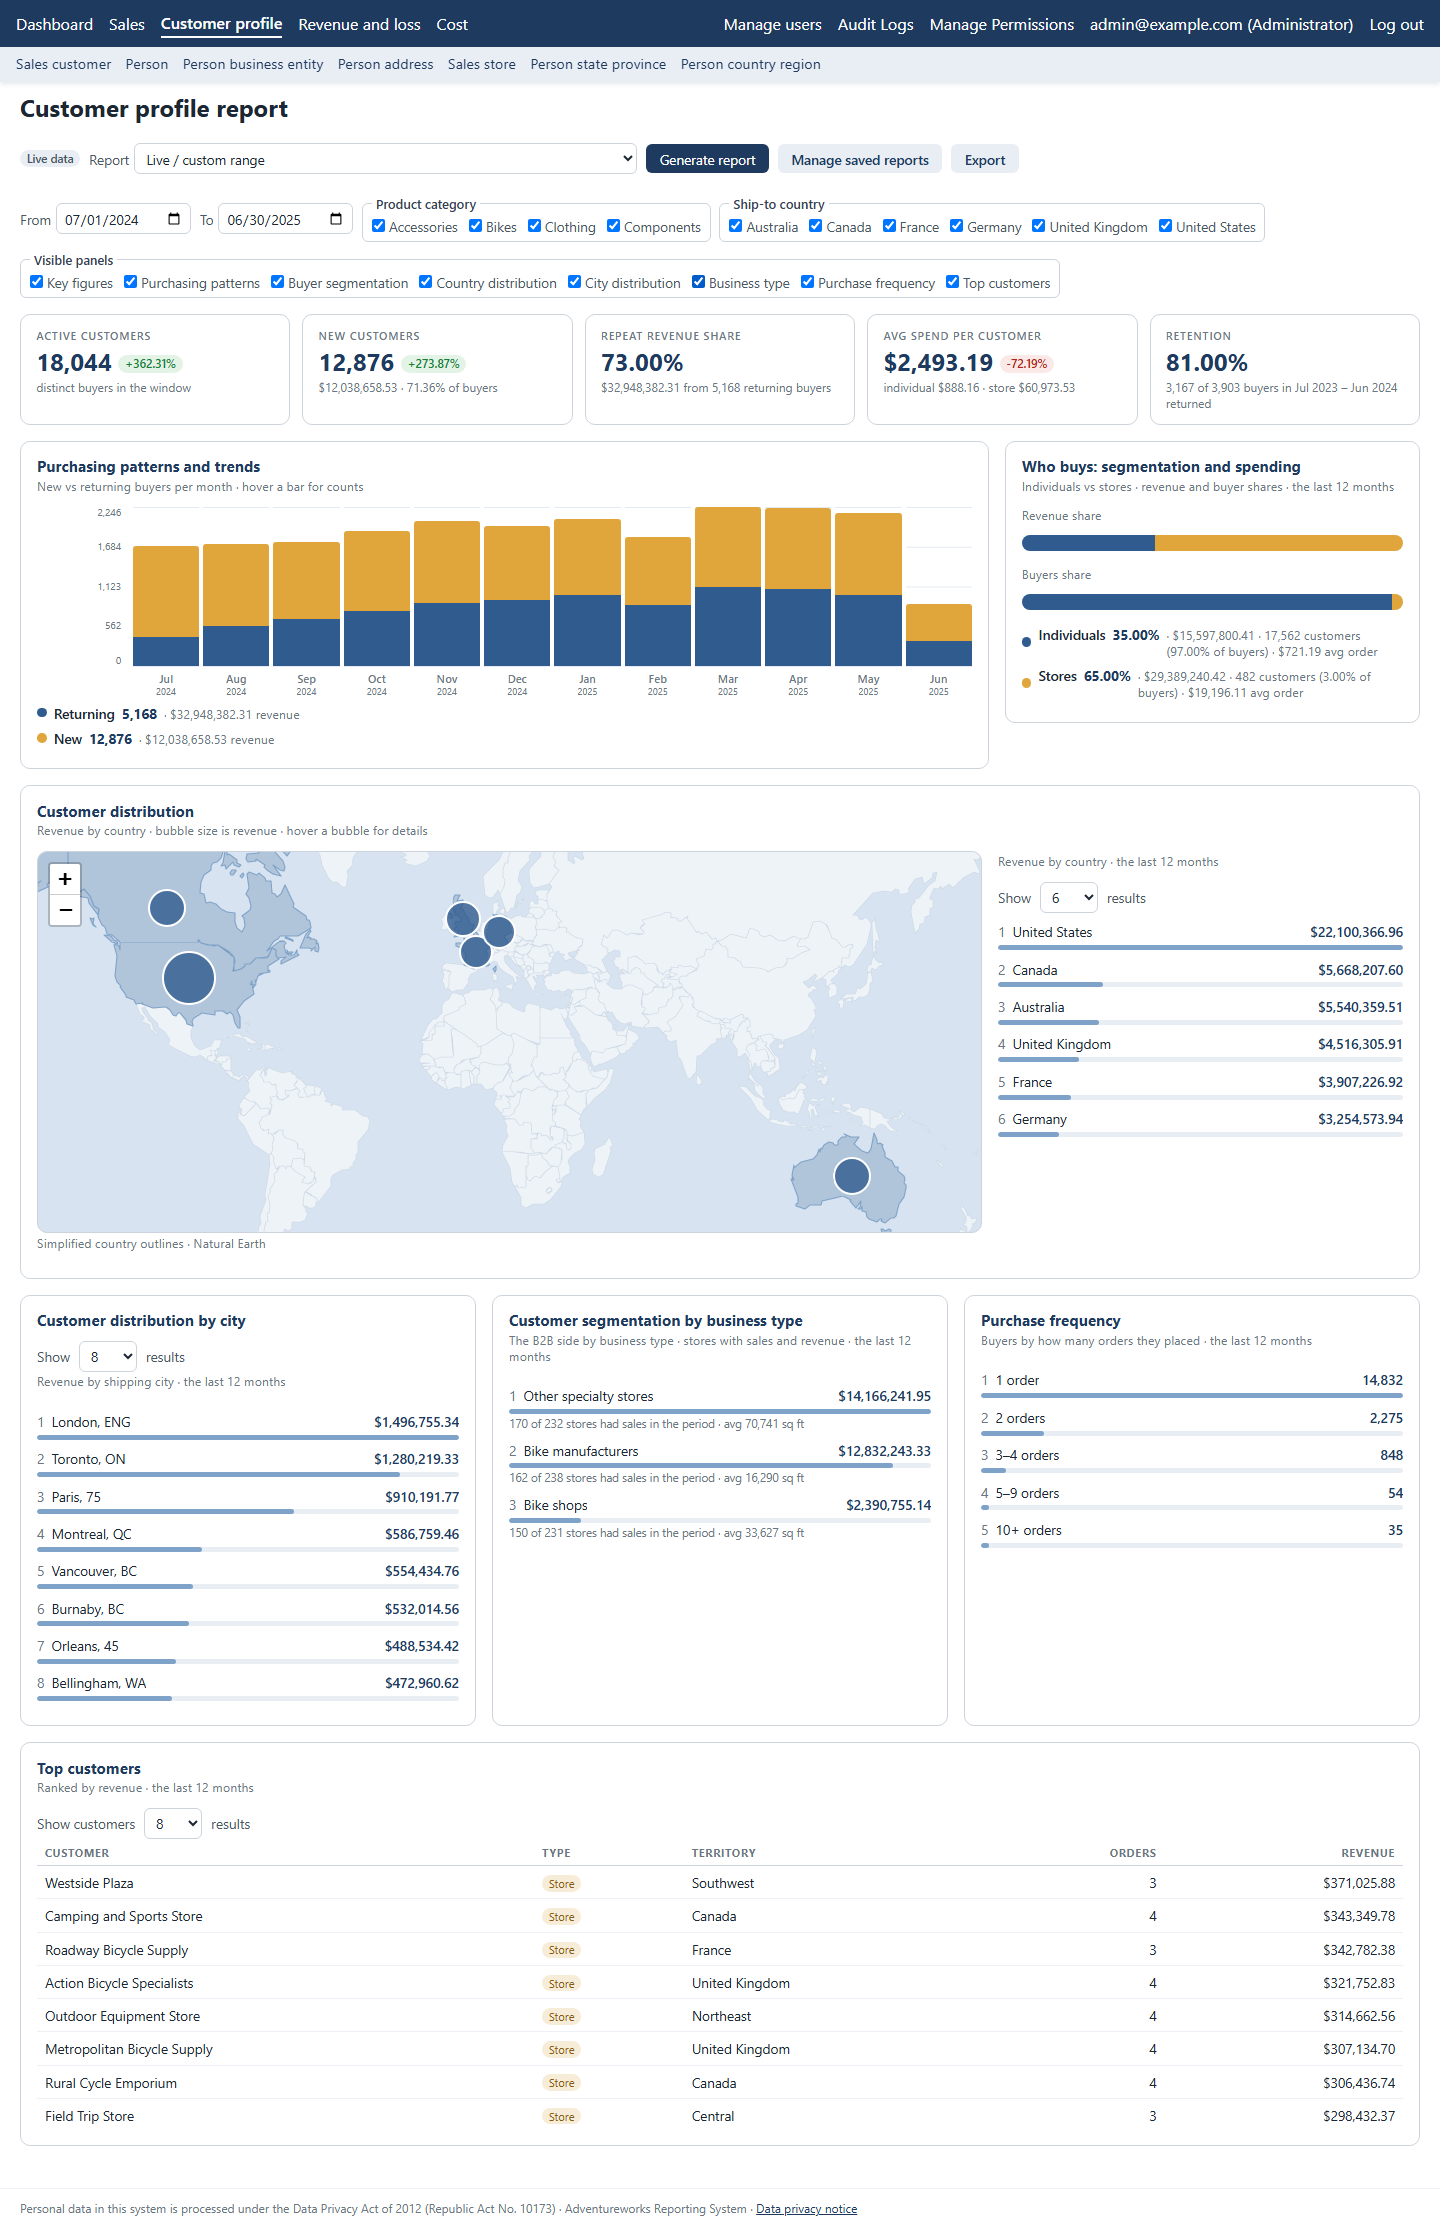 Dashboard Sales Customer profile Revenue and loss Cost Manage users Audit Logs Manage Permissions admin@example.com (Administrator) Log out
Sales customer Person Person business entity Person address Sales store Person state province Person country region
Customer profile report
Live data Report Live / custom range Generate report Manage saved reports Export
Product category Ship-to country
From 07/01/2024 To 06/30/2025 Accessories Bikes Clothing Components Australia Canada France Germany United Kingdom United States
Visible panels
Key figures Purchasing patterns Buyer segmentation Country distribution City distribution Business type Purchase frequency Top customers
ACTIVE CUSTOMERS
18,044 +362.31%
distinct buyers in the window
NEW CUSTOMERS
12,876 +273.87%
$12,038,658.53 · 71.36% of buyers
REPEAT REVENUE SHARE
73.00%
$32,948,382.31 from 5,168 returning buyers
AVG SPEND PER CUSTOMER
$2,493.19 -72.19%
individual $888.16 · store $60,973.53
RETENTION
81.00%
3,167 of 3,903 buyers in Jul 2023 – Jun 2024
returned
Purchasing patterns and trends
New vs returning buyers per month · hover a bar for counts
2,246
1,684
1,123
562
0
Jul Aug Sep Oct Nov Dec Jan Feb Mar Apr May Jun
2024 2024 2024 2024 2024 2024 2025 2025 2025 2025 2025 2025
Returning 5,168 · $32,948,382.31 revenue
New 12,876 · $12,038,658.53 revenue
Who buys: segmentation and spending
Individuals vs stores · revenue and buyer shares · the last 12 months
Revenue share
Buyers share
Individuals 35.00% · $15,597,800.41 · 17,562 customers
(97.00% of buyers) · $721.19 avg order
Stores 65.00% · $29,389,240.42 · 482 customers (3.00% of
buyers) · $19,196.11 avg order
Customer distribution
Revenue by country · bubble size is revenue · hover a bubble for details
+
−
Simplified country outlines · Natural Earth
Revenue by country · the last 12 months
Show 6 results
1 United States $22,100,366.96
2 Canada $5,668,207.60
3 Australia $5,540,359.51
4 United Kingdom $4,516,305.91
5 France $3,907,226.92
6 Germany $3,254,573.94
Customer distribution by city
Show 8 results
Revenue by shipping city · the last 12 months
1 London, ENG $1,496,755.34
2 Toronto, ON $1,280,219.33
3 Paris, 75 $910,191.77
4 Montreal, QC $586,759.46
5 Vancouver, BC $554,434.76
6 Burnaby, BC $532,014.56
7 Orleans, 45 $488,534.42
8 Bellingham, WA $472,960.62
Customer segmentation by business type
The B2B side by business type · stores with sales and revenue · the last 12
months
1 Other specialty stores $14,166,241.95
170 of 232 stores had sales in the period · avg 70,741 sq ft
2 Bike manufacturers $12,832,243.33
162 of 238 stores had sales in the period · avg 16,290 sq ft
3 Bike shops $2,390,755.14
150 of 231 stores had sales in the period · avg 33,627 sq ft
Purchase frequency
Buyers by how many orders they placed · the last 12 months
1 1 order 14,832
2 2 orders 2,275
3 3–4 orders 848
4 5–9 orders 54
5 10+ orders 35
Top customers
Ranked by revenue · the last 12 months
Show customers 8 results
CUSTOMER TYPE TERRITORY ORDERS REVENUE
Westside Plaza Store Southwest 3 $371,025.88
Camping and Sports Store Store Canada 4 $343,349.78
Roadway Bicycle Supply Store France 3 $342,782.38
Action Bicycle Specialists Store United Kingdom 4 $321,752.83
Outdoor Equipment Store Store Northeast 4 $314,662.56
Metropolitan Bicycle Supply Store United Kingdom 4 $307,134.70
Rural Cycle Emporium Store Canada 4 $306,436.74
Field Trip Store Store Central 3 $298,432.37
Personal data in this system is processed under the Data Privacy Act of 2012 (Republic Act No. 10173) · Adventureworks Reporting System · Data privacy notice